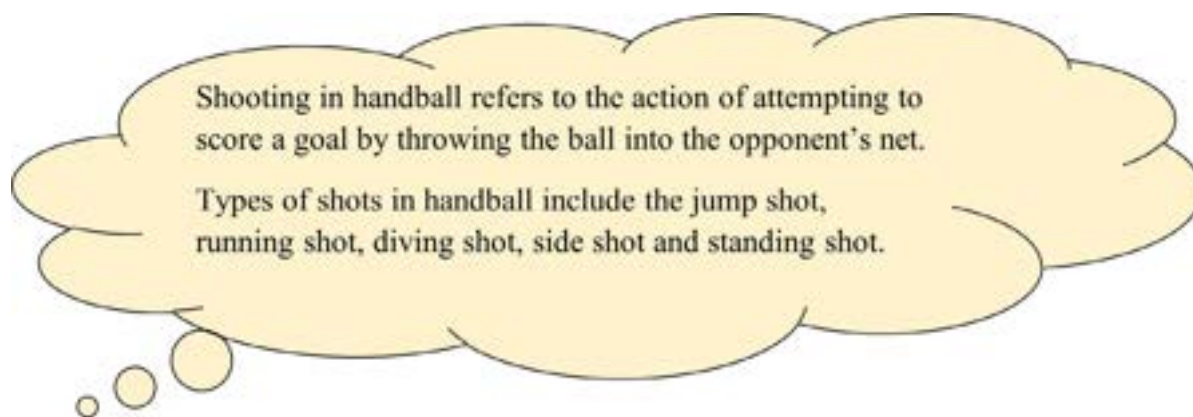 Shooting in handball refers to the action of attempting to
score a goal by throwing the ball into the opponent’s net.
Types of shots in handball include the jump shot,
running shot, diving shot, side shot and standing shot.